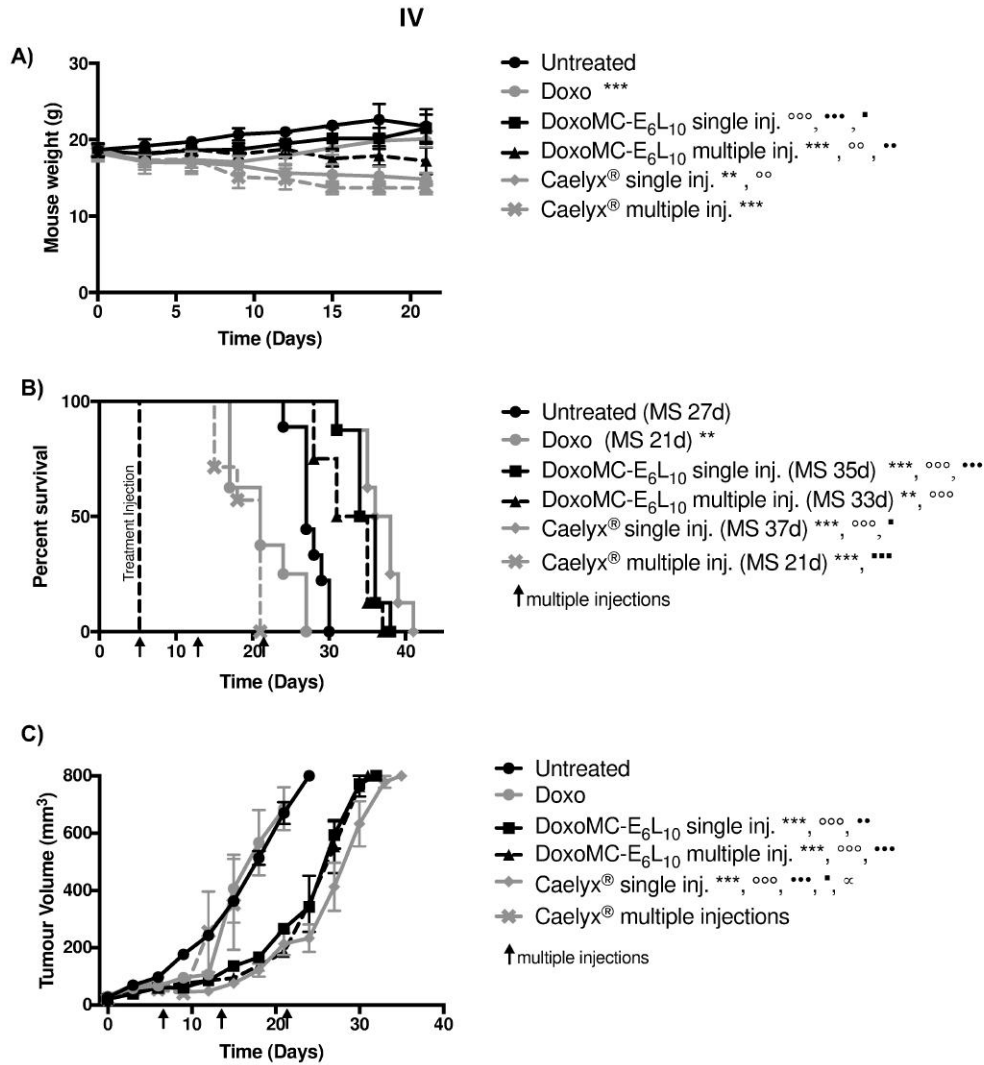 IV
A)
Mouse weight (g)
30
20
10
0
0 5 10 15 20
Time (Days)
Untreated
Doxo ***
DoxoMC-E₆L₁₀ single inj. °°°, •••, ▪
DoxoMC-E₆L₁₀ multiple inj. ***, °°, ••
Caelyx® single inj. **, °°
Caelyx® multiple inj. ***
B)
Percent survival
100
50
0
Treatment Injection
0 10 20 30 40
Time (Days)
Untreated (MS 27d)
Doxo (MS 21d) **
DoxoMC-E₆L₁₀ single inj. (MS 35d) ***, °°°, •••
DoxoMC-E₆L₁₀ multiple inj. (MS 33d) **, °°°
Caelyx® single inj. (MS 37d) ***, °°°, ▪
Caelyx® multiple inj. (MS 21d) ***, ▪▪▪
↑multiple injections
C)
Tumour Volume (mm³)
800
600
400
200
0
0 10 20 30 40
Time (Days)
Untreated
Doxo
DoxoMC-E₆L₁₀ single inj. ***, °°°, ••
DoxoMC-E₆L₁₀ multiple inj. ***, °°°, •••
Caelyx® single inj. ***, °°°, •••, ▪, ∝
Caelyx® multiple injections
↑multiple injections